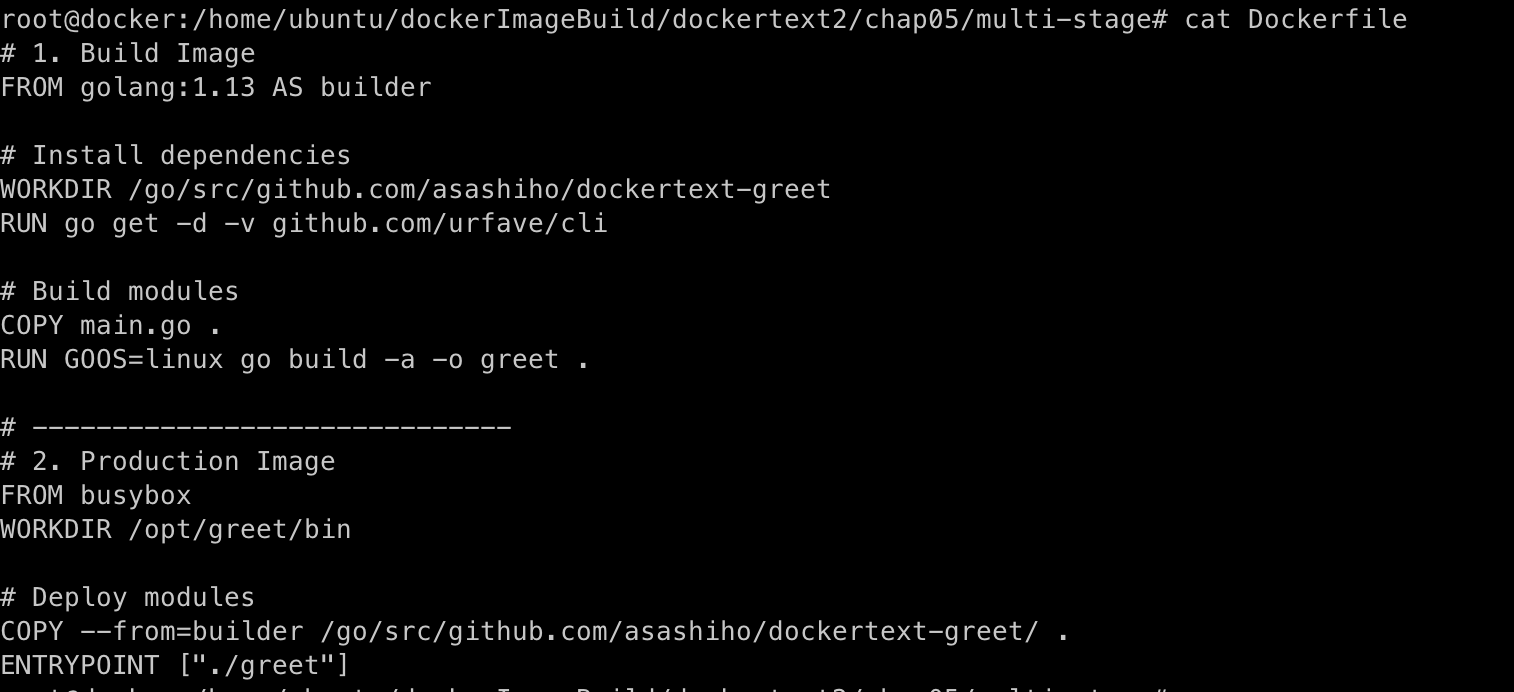 root@docker:/home/ubuntu/dockerImageBuild/dockertext2/chap05/multi-stage# cat Dockerfile
# 1. Build Image
FROM golang:1.13 AS builder
# Install dependencies
WORKDIR /go/src/github.com/asashiho/dockertext-greet
RUN go get -d -v github.com/urfave/cli
# Build modules
COPY main.go .
RUN GOOS=linux go build -a -o greet .
# ------------------------------
# 2. Production Image
FROM busybox
WORKDIR /opt/greet/bin
# Deploy modules
COPY --from=builder /go/src/github.com/asashiho/dockertext-greet/ .
ENTRYPOINT ["./greet"]